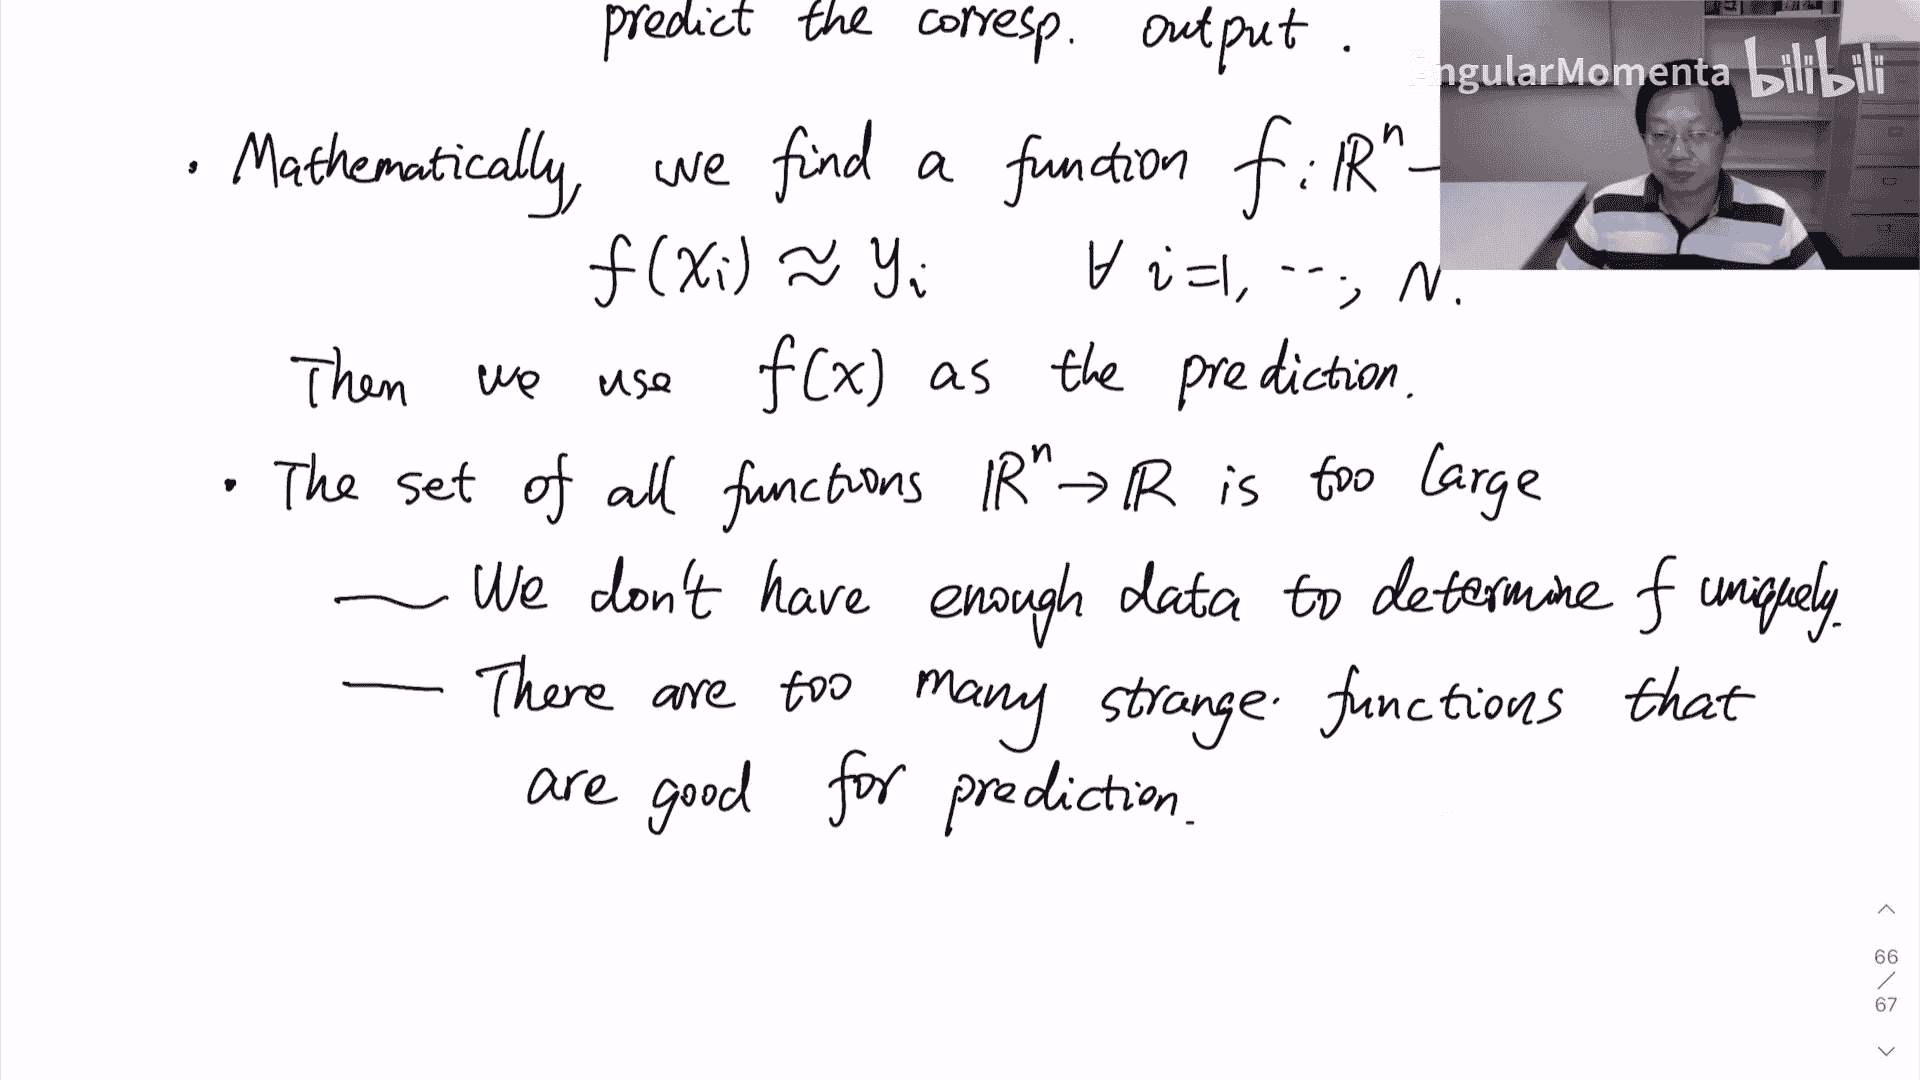 predict the corresp. output.
AngularMomenta bilibili
• Mathematically, we find a function f: ℝⁿ →
f(xᵢ) ≈ yᵢ ∀ i=1, ..., N.
Then we use f(x) as the prediction.
• The set of all functions ℝⁿ → ℝ is too large
— We don't have enough data to determine f uniquely.
— There are too many strange functions that
are good for prediction.
66
/
67